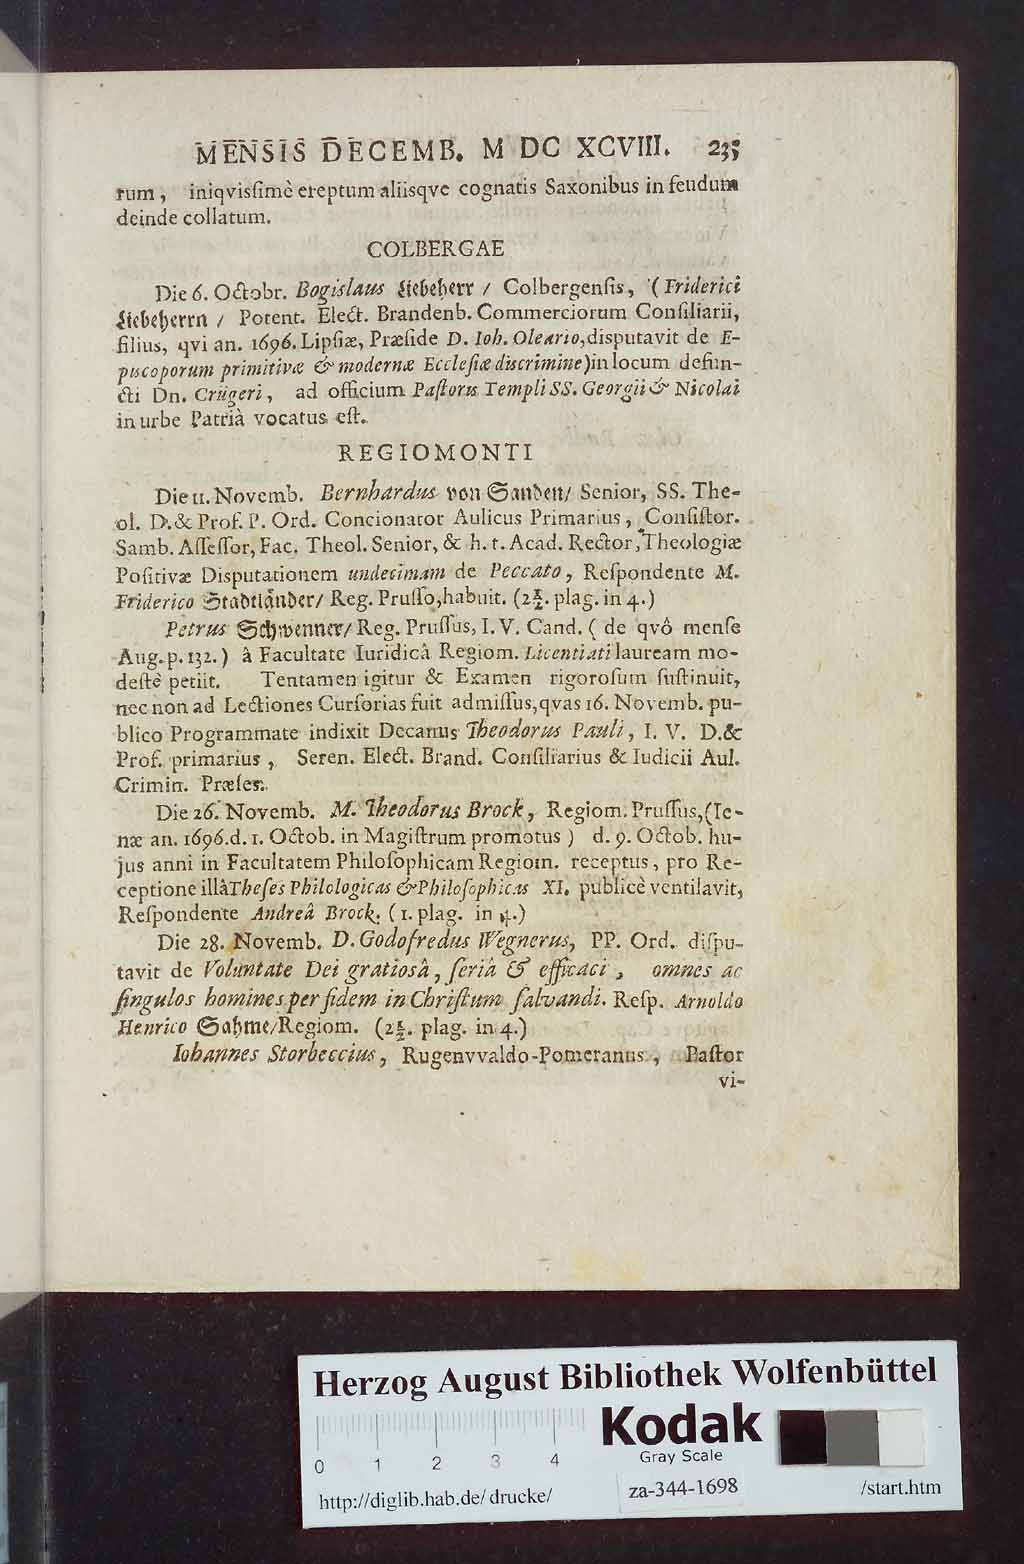 MENSIS DECEMB. M DC XCVIII. 235
rum, iniqvissimè ereptum aliisqve cognatis Saxonibus in feudum
deinde collatum.
COLBERGAE
Die 6. Octobr. Bogislaus Liebeherr / Colbergensis, (Friderici
Liebeherrn / Potent. Elect. Brandenb. Commerciorum Consiliarii,
filius, qvi an. 1696. Lipsiæ, Præside D. Ioh. Oleario, disputavit de E-
piscoporum primitivæ & modernæ Ecclesiæ discrimine) in locum defun-
cti Dn. Crügeri, ad officium Pastoris Templi SS. Georgii & Nicolai
in urbe Patriâ vocatus est.
REGIOMONTI
Die 11. Novemb. Bernhardus von Sanden/ Senior, SS. The-
ol. D. & Prof. P. Ord. Concionator Aulicus Primarius, Consistor.
Samb. Assessor, Fac. Theol. Senior, & h. t. Acad. Rector, Theologiæ
Positivæ Disputationem undecimam de Peccato, Respondente M.
Friderico Stadtländer/ Reg. Prusso, habuit. (2½. plag. in 4.)
Petrus Schwenner/ Reg. Prussus, I. V. Cand. ( de qvô mense
Aug. p. 132. ) â Facultate Iuridicâ Regiom. Licentiati lauream mo-
destè petiit. Tentamen igitur & Examen rigorosum sustinuit,
nec non ad Lectiones Cursorias fuit admissus, qvas 16. Novemb. pu-
blico Programmate indixit Decanus Theodorus Pauli, I. V. D. &
Prof. primarius, Seren. Elect. Brand. Consiliarius & Iudicii Aul.
Crimin. Præses.
Die 26. Novemb. M. Theodorus Brock, Regiom. Prussus, (Ie-
næ an. 1696. d. 1. Octob. in Magistrum promotus ) d. 9. Octob. hu-
jus anni in Facultatem Philosophicam Regiom. receptus, pro Re-
ceptione illâ Theses Philologicas & Philosophicas XI. publicè ventilavit,
Respondente Andreâ Brock. (1. plag. in 4.)
Die 28. Novemb. D. Godofredus Wegnerus, PP. Ord. dispu-
tavit de Voluntate Dei gratiosâ, seriâ & efficaci, omnes ac
singulos homines per fidem in Christum salvandi. Resp. Arnoldo
Henrico Sahme/ Regiom. (2½. plag. in 4.)
Iohannes Storbeccius, Rugenvvaldo-Pomeranus, Pastor
vi-
Herzog August Bibliothek Wolfenbüttel
Kodak
Gray Scale
0 1 2 3 4
http://diglib.hab.de/drucke/ za-344-1698 /start.htm